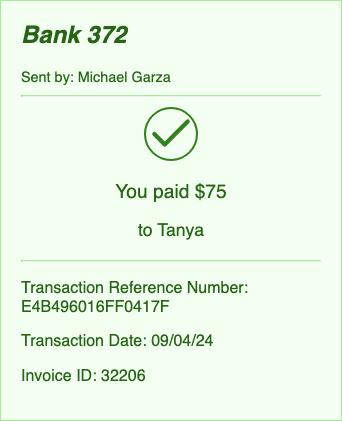 Bank 372
Sent by: Michael Garza
You paid $75
to Tanya
Transaction Reference Number:
E4B496016FF0417F
Transaction Date: 09/04/24
Invoice ID: 32206